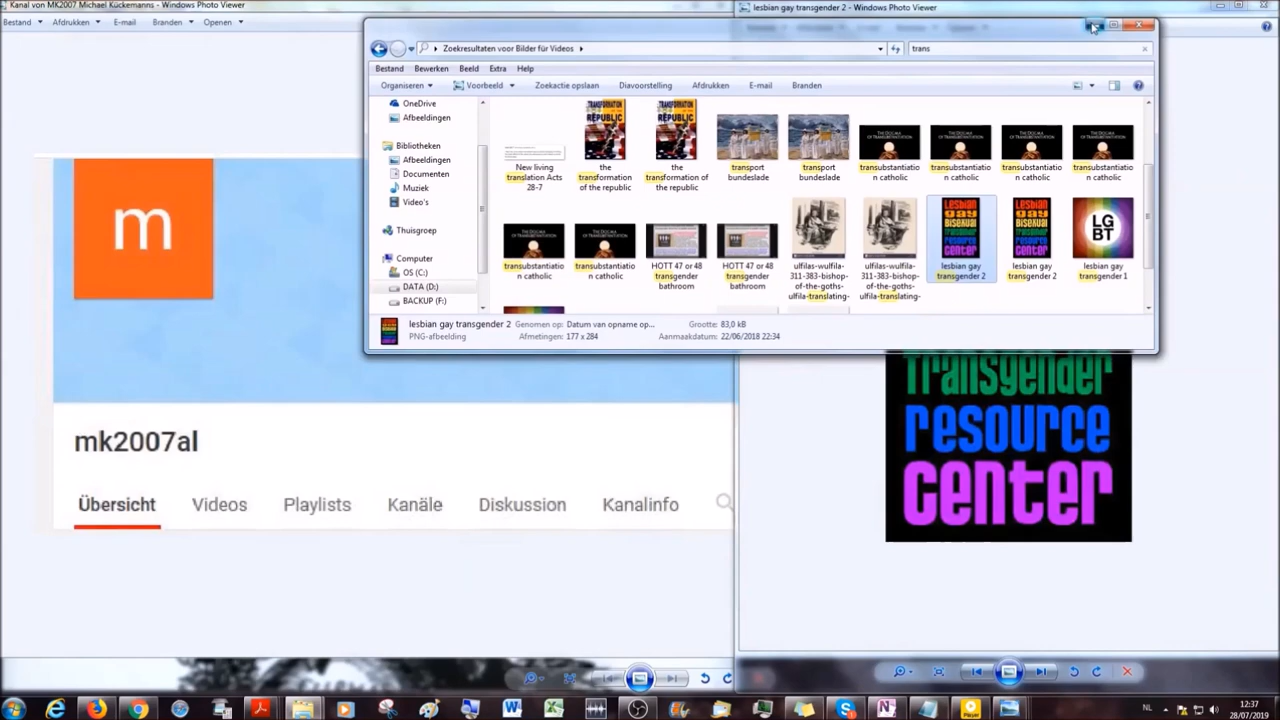 Kanal von MK2007 Michael Kückemanns - Windows Photo Viewer
lesbian gay transgender 2 - Windows Photo Viewer
Bestand Afdrukken E-mail Branden Openen
Zoekresultaten voor Bilder für Videos
trans
Bestand Bewerken Beeld Extra Help
Organiseren Voorbeeld Zoekactie opslaan Diavoorstelling Afdrukken E-mail Branden
OneDrive
Afbeeldingen
Bibliotheken
Afbeeldingen
Documenten
Muziek
Video's
Thuisgroep
Computer
OS (C:)
DATA (D:)
BACKUP (F:)
New living
translation Acts
28-7
the
transformation
of the republic
the
transformation of
the republic
transport
bundeslade
transport
bundeslade
transubstantiatio
n catholic
transubstantiatio
n catholic
transubstantiatio
n catholic
transubstantiatio
n catholic
transubstantiatio
n catholic
transubstantiatio
n catholic
HOTT 47 or 48
transgender
bathroom
HOTT 47 or 48
transgender
bathroom
ulfilas-wulfila-
311-383-bishop-
of-the-goths-
ulfila-translating-
ulfilas-wulfila-
311-383-bishop-
of-the-goths-
ulfila-translating-
lesbian gay
transgender 2
lesbian gay
transgender 2
LG
BT
lesbian gay
transgender 1
lesbian gay transgender 2 Genomen op: Datum van opname op... Grootte: 83,0 kB
PNG-afbeelding Afmetingen: 177 x 284 Aanmaakdatum: 22/06/2018 22:34
m
mk2007al
Übersicht Videos Playlists Kanäle Diskussion Kanalinfo
Transgender
Resource
Center
NL
12:37
28/07/2019